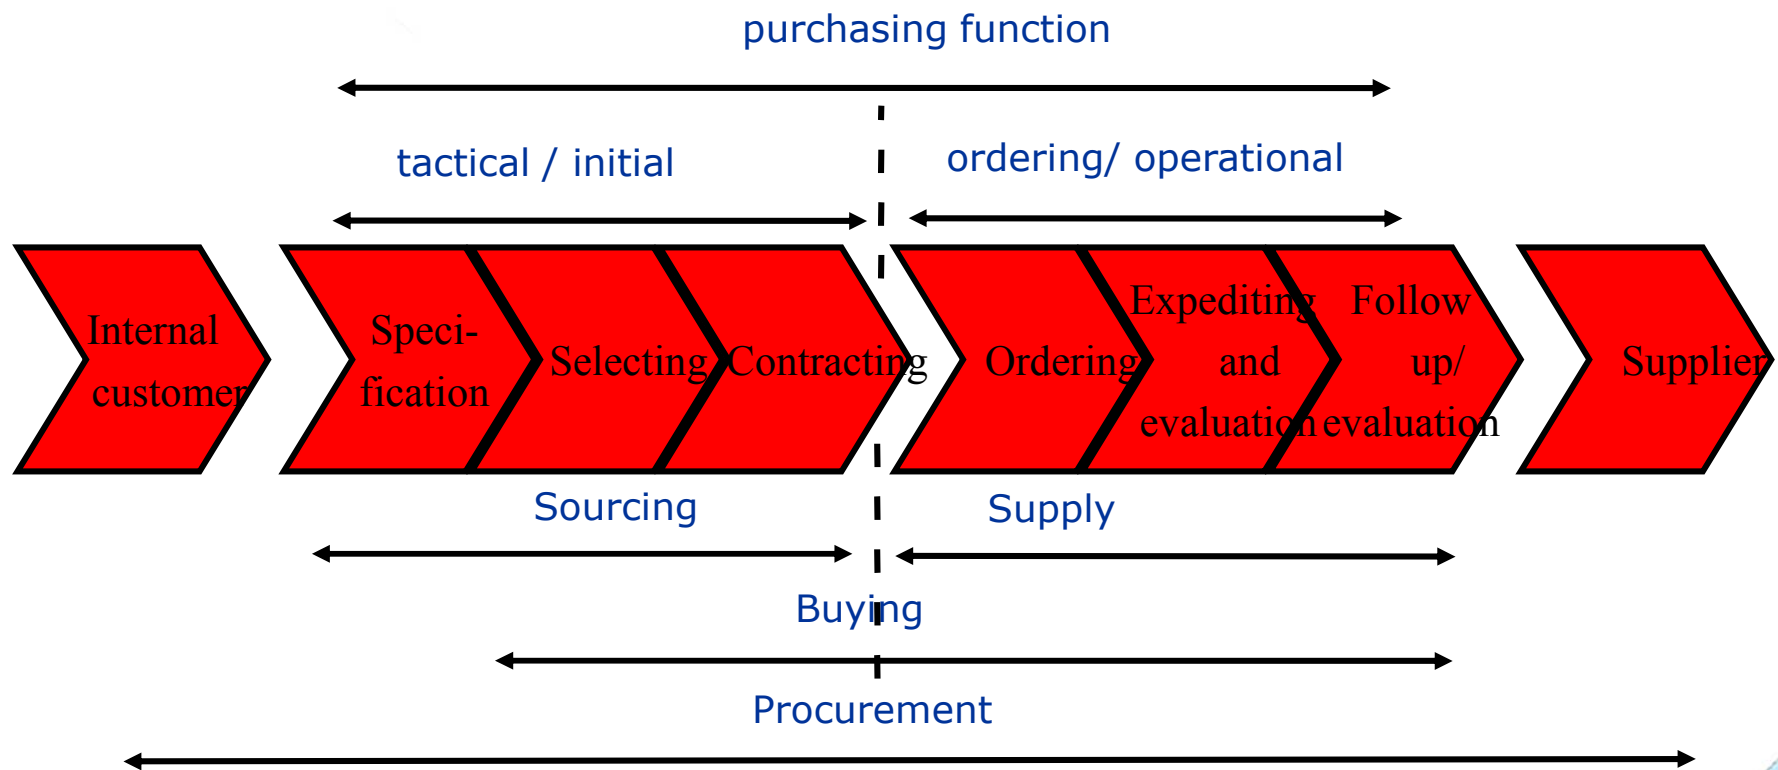 purchasing function
tactical / initial
ordering/ operational
Internal
customer
Speci-
fication
Selecting
Contracting
Ordering
Expediting
and
evaluation
Follow
up/
evaluation
Supplier
Sourcing
Supply
Buying
Procurement